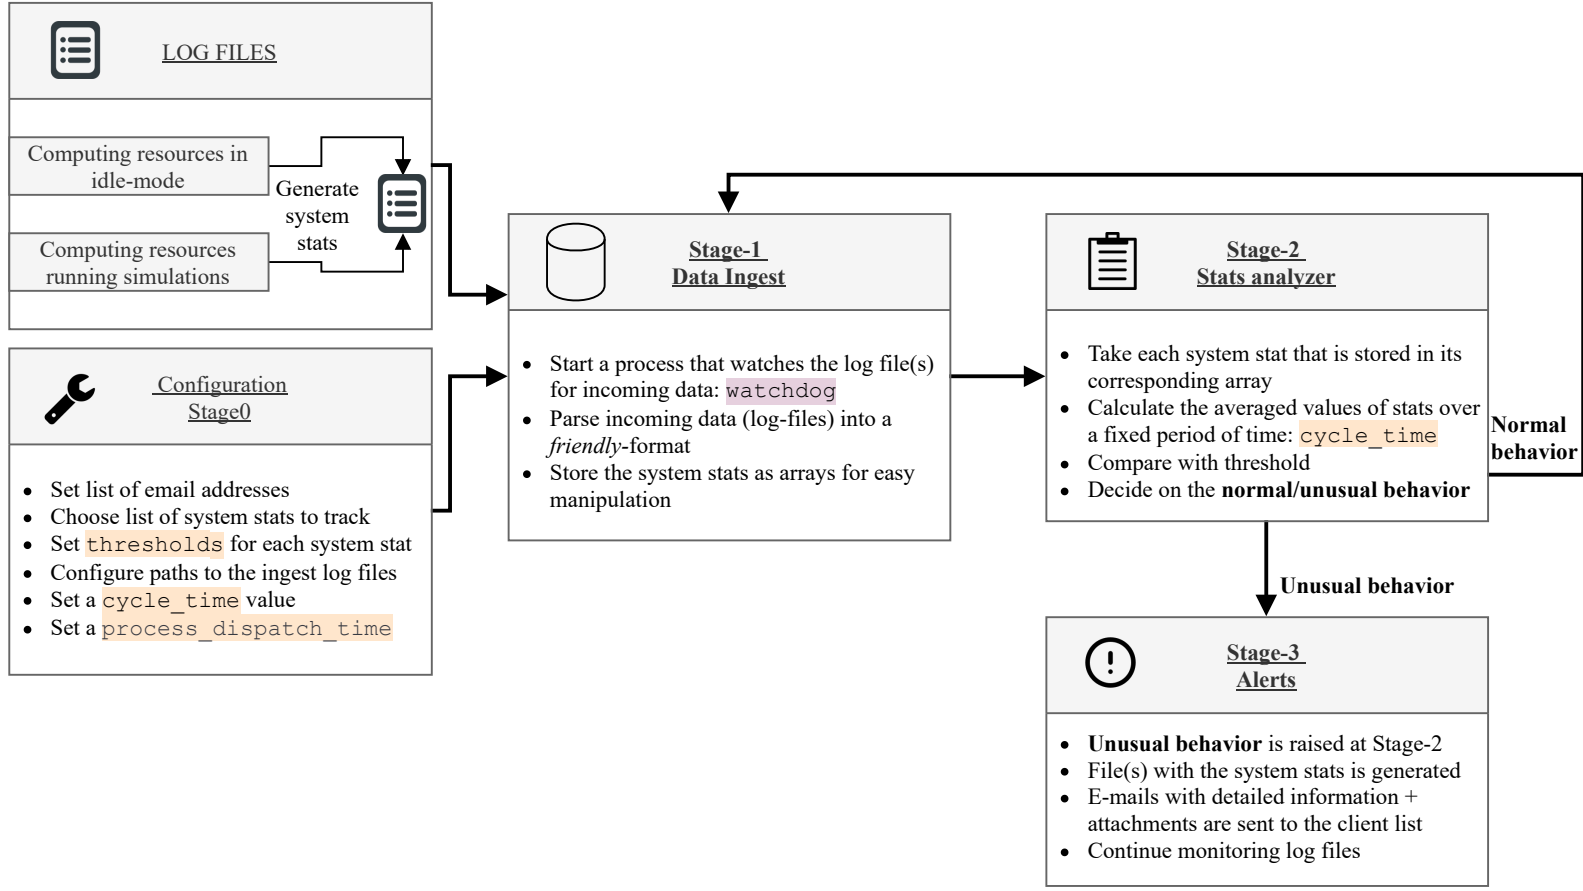 LOG FILES
Computing resources in
idle-mode
Generate
system
stats
Computing resources
running simulations
Configuration
Stage0
• Set list of email addresses
• Choose list of system stats to track
• Set thresholds for each system stat
• Configure paths to the ingest log files
• Set a cycle_time value
• Set a process_dispatch_time
Stage-1
Data Ingest
• Start a process that watches the log file(s)
for incoming data: watchdog
• Parse incoming data (log-files) into a
friendly-format
• Store the system stats as arrays for easy
manipulation
Stage-2
Stats analyzer
• Take each system stat that is stored in its
corresponding array
• Calculate the averaged values of stats over
a fixed period of time: cycle_time
• Compare with threshold
• Decide on the normal/unusual behavior
Normal
behavior
Unusual behavior
Stage-3
Alerts
• Unusual behavior is raised at Stage-2
• File(s) with the system stats is generated
• E-mails with detailed information +
attachments are sent to the client list
• Continue monitoring log files